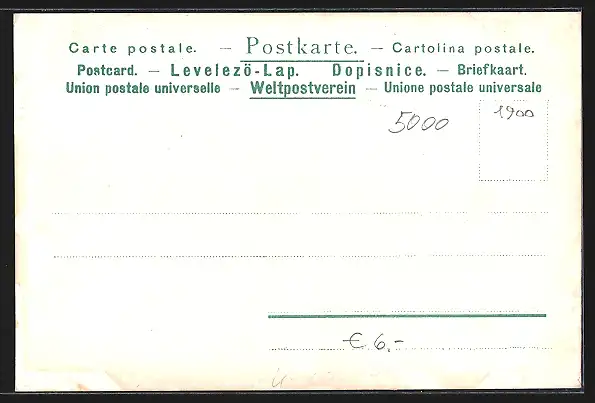 Carte postale. — Postkarte. — Cartolina postale.
Postcard. — Levelezö-Lap. Dopisnice. — Briefkaart.
Union postale universelle — Weltpostverein — Unione postale universale
5000
1900
€ 6.-